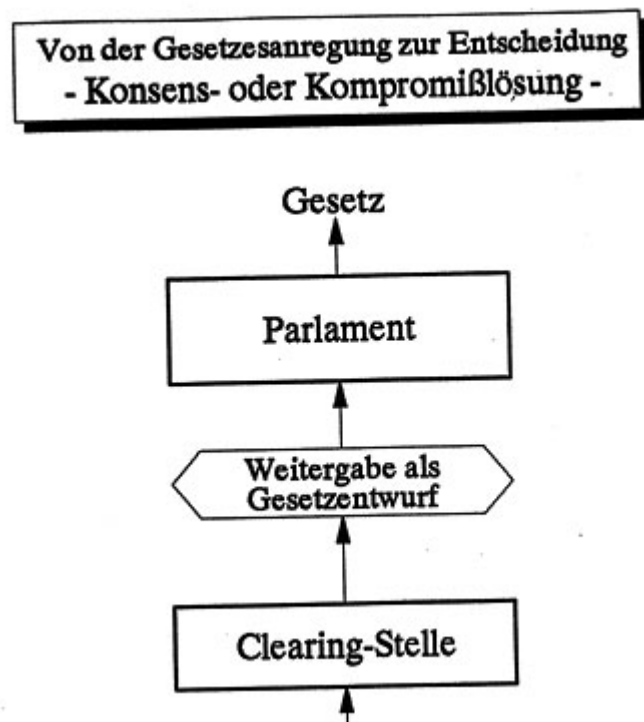 Von der Gesetzesanregung zur Entscheidung
- Konsens- oder Kompromißlösung -
Gesetz
Parlament
Weitergabe als
Gesetzentwurf
Clearing-Stelle